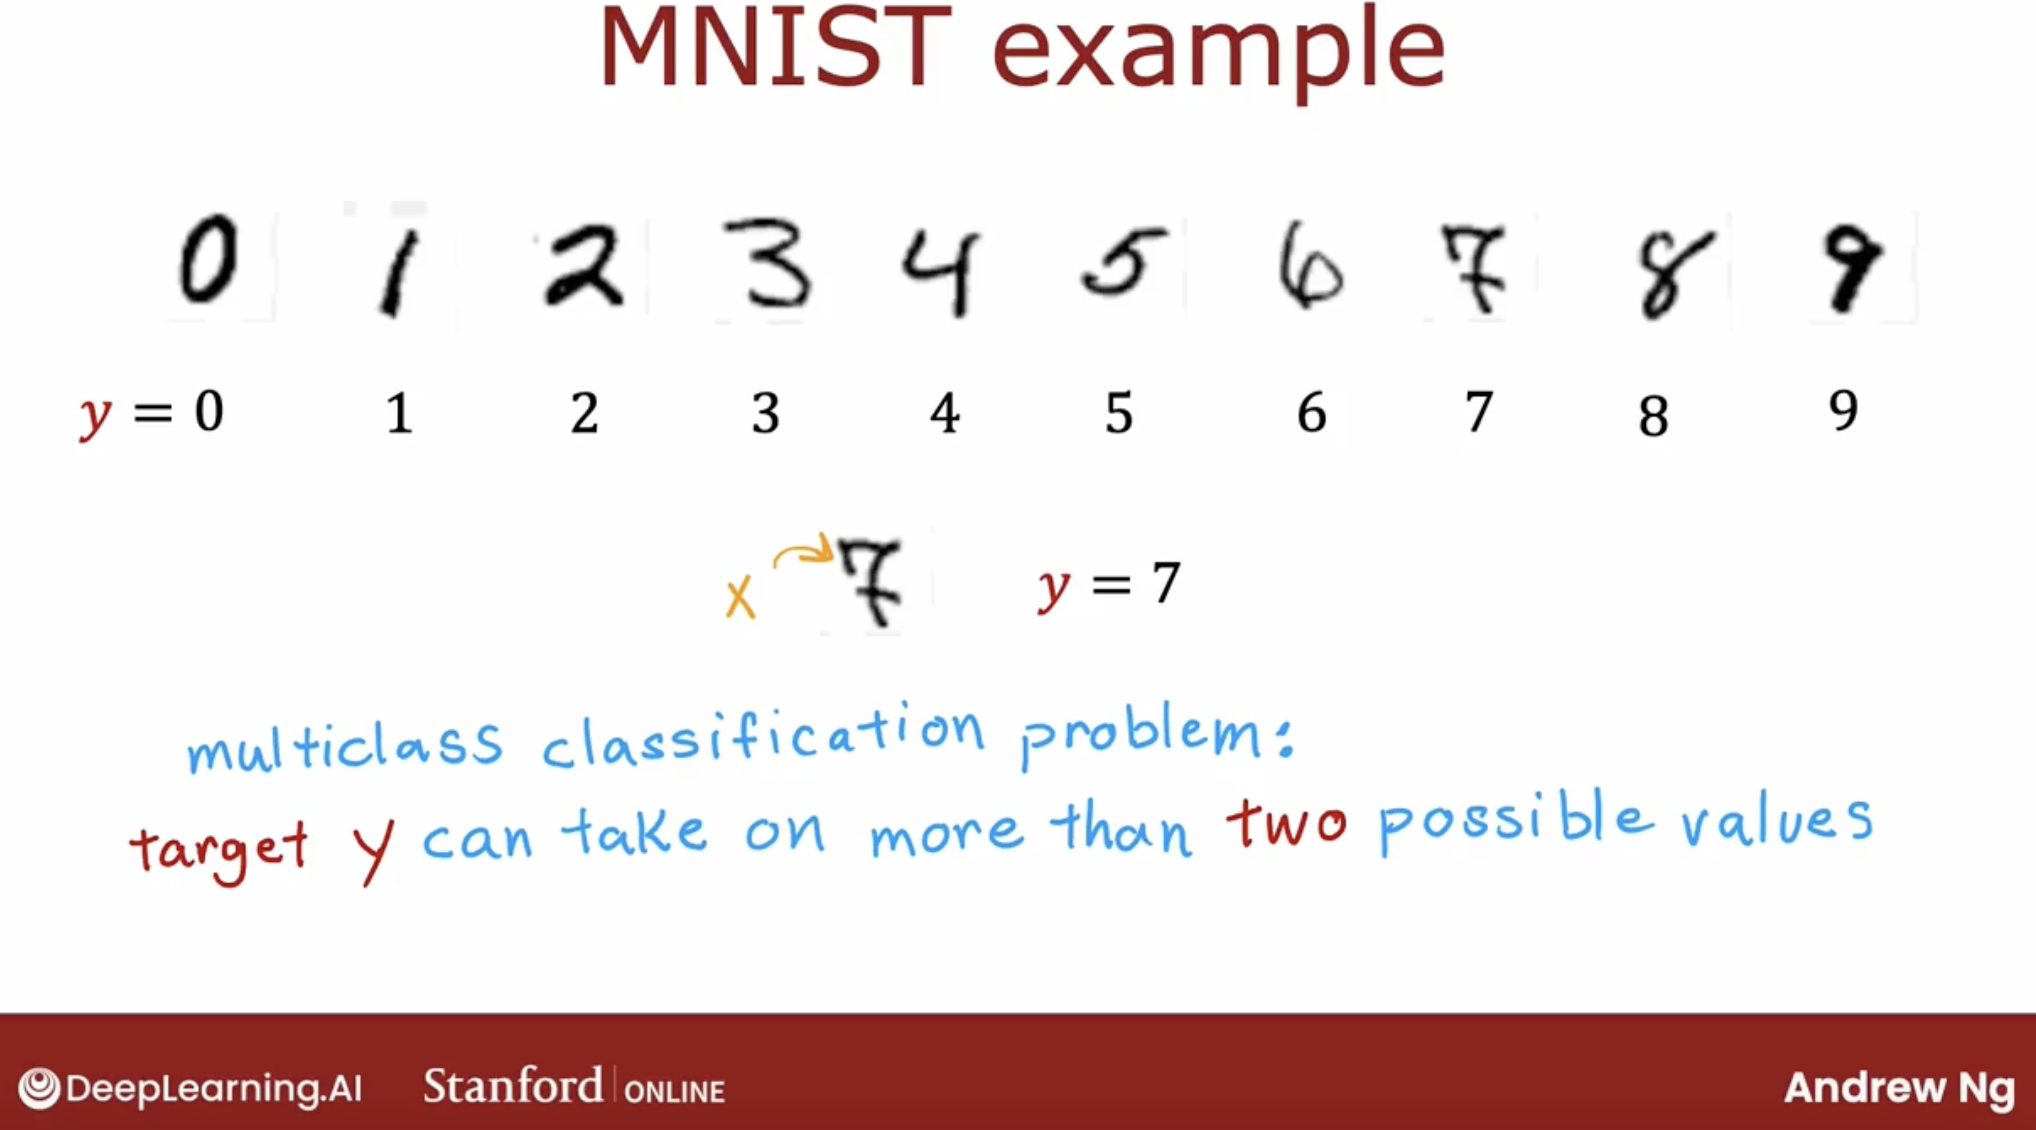 MNIST example
0 1 2 3 4 5 6 7 8 9
y = 0 1 2 3 4 5 6 7 8 9
x 7 y = 7
multiclass classification problem:
target y can take on more than two possible values
DeepLearning.AI Stanford ONLINE Andrew Ng